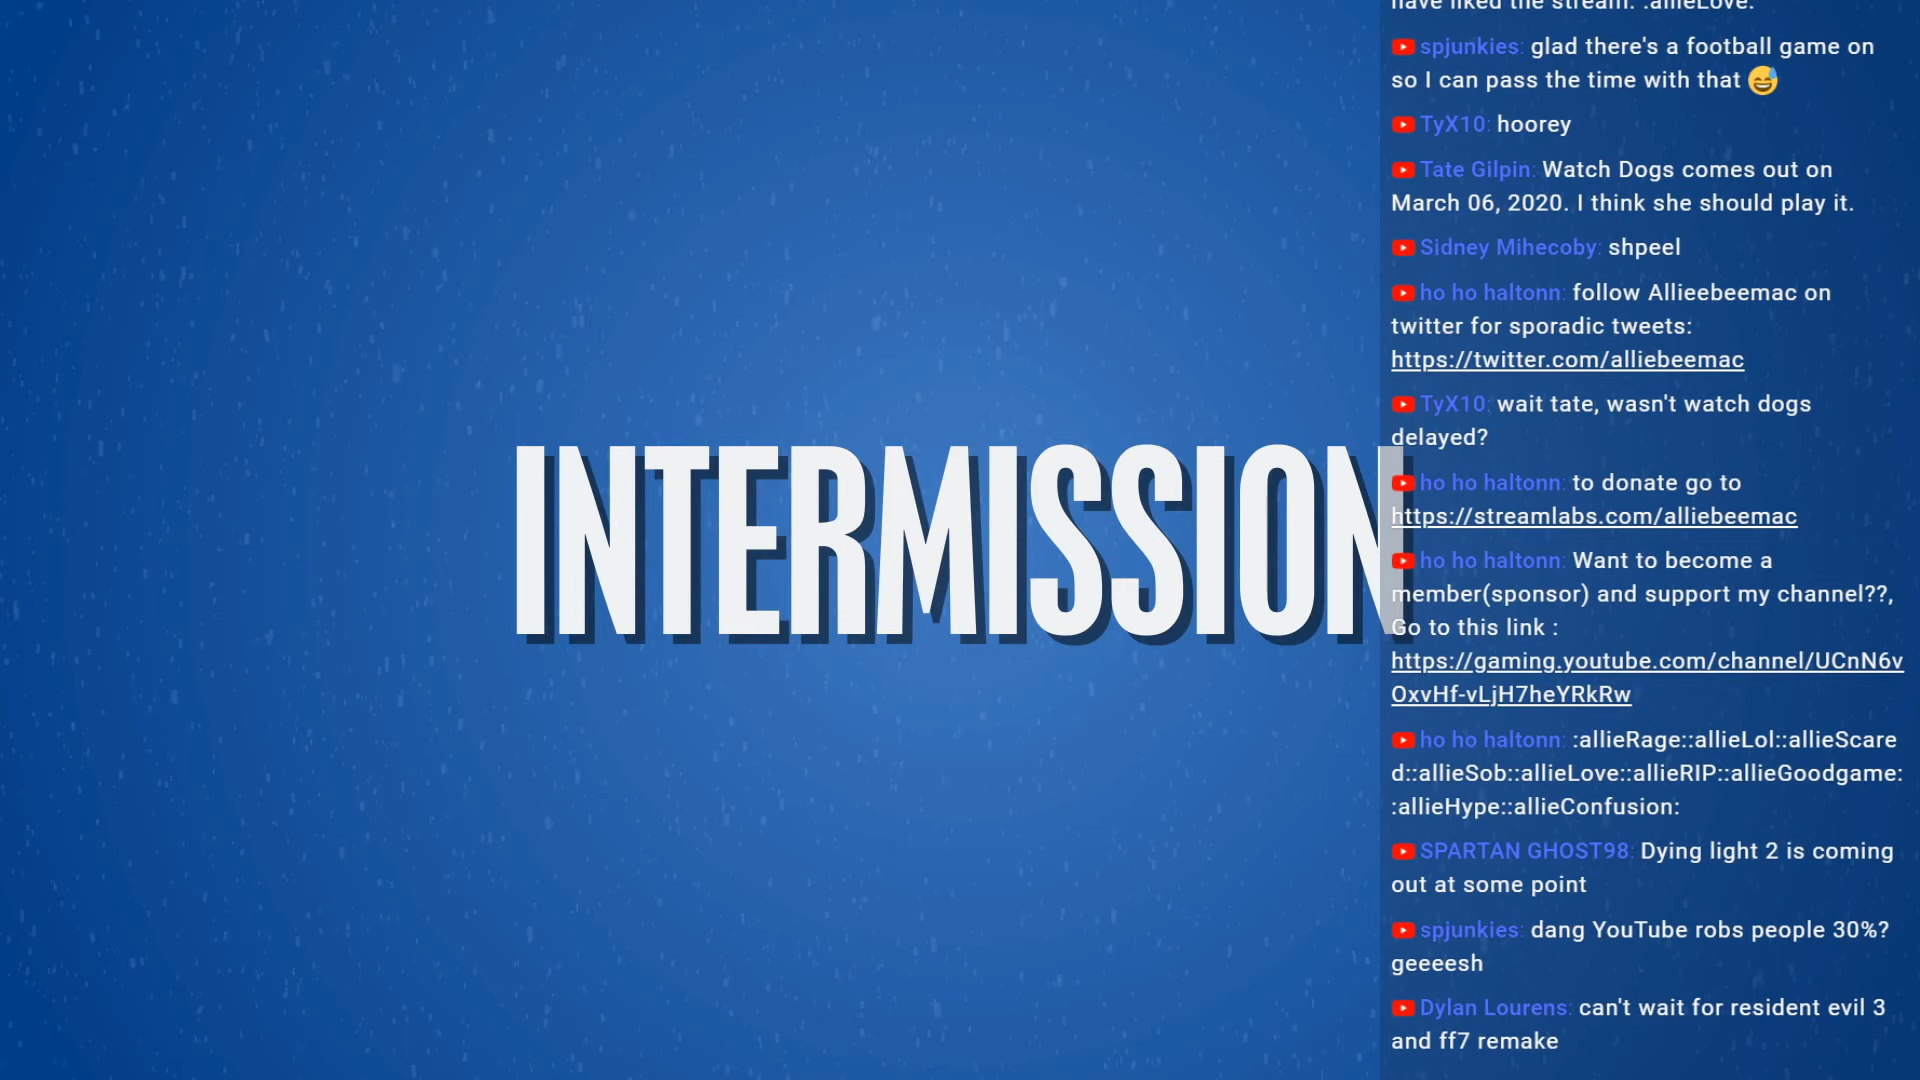 have liked the stream. :allieLove:
spjunkies: glad there's a football game on
so I can pass the time with that 😅
TyX10: hoorey
Tate Gilpin: Watch Dogs comes out on
March 06, 2020. I think she should play it.
Sidney Mihecoby: shpeel
ho ho haltonn: follow Allieebeemac on
twitter for sporadic tweets:
https://twitter.com/alliebeemac
TyX10: wait tate, wasn't watch dogs
delayed?
INTERMISSION
ho ho haltonn: to donate go to
https://streamlabs.com/alliebeemac
ho ho haltonn: Want to become a
member(sponsor) and support my channel??,
Go to this link :
https://gaming.youtube.com/channel/UCnN6v
OxvHf-vLjH7heYRkRw
ho ho haltonn: :allieRage::allieLol::allieScare
d::allieSob::allieLove::allieRIP::allieGoodgame:
:allieHype::allieConfusion:
SPARTAN GHOST98: Dying light 2 is coming
out at some point
spjunkies: dang YouTube robs people 30%?
geeeesh
Dylan Lourens: can't wait for resident evil 3
and ff7 remake